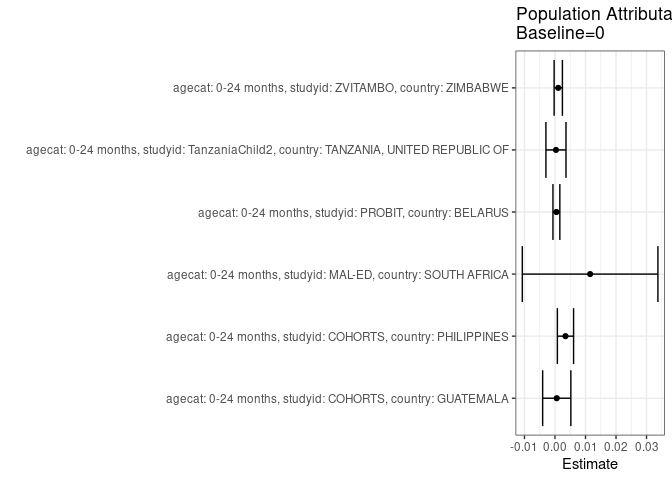 Population Attributa
Baseline=0
agecat: 0-24 months, studyid: ZVITAMBO, country: ZIMBABWE
agecat: 0-24 months, studyid: TanzaniaChild2, country: TANZANIA, UNITED REPUBLIC OF
agecat: 0-24 months, studyid: PROBIT, country: BELARUS
agecat: 0-24 months, studyid: MAL-ED, country: SOUTH AFRICA
agecat: 0-24 months, studyid: COHORTS, country: PHILIPPINES
agecat: 0-24 months, studyid: COHORTS, country: GUATEMALA
-0.01 0.00 0.01 0.02 0.03
Estimate